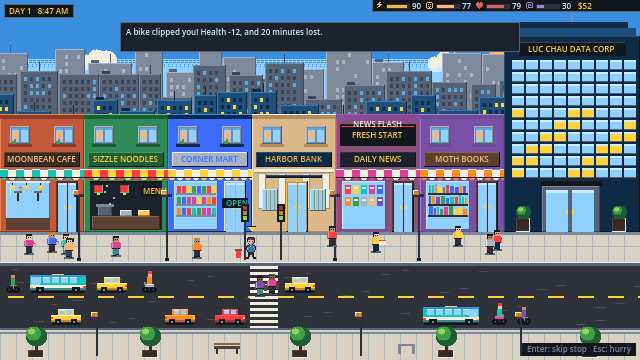 DAY 1 8:47 AM
90 77 79 30 $52
A bike clipped you! Health -12, and 20 minutes lost.
LUC CHAU DATA CORP
NEWS FLASH
FRESH START
MOONBEAN CAFE
SIZZLE NOODLES
CORNER MART
HARBOR BANK
DAILY NEWS
MOTH BOOKS
MENU
OPEN
Enter: skip stop Esc: hurry